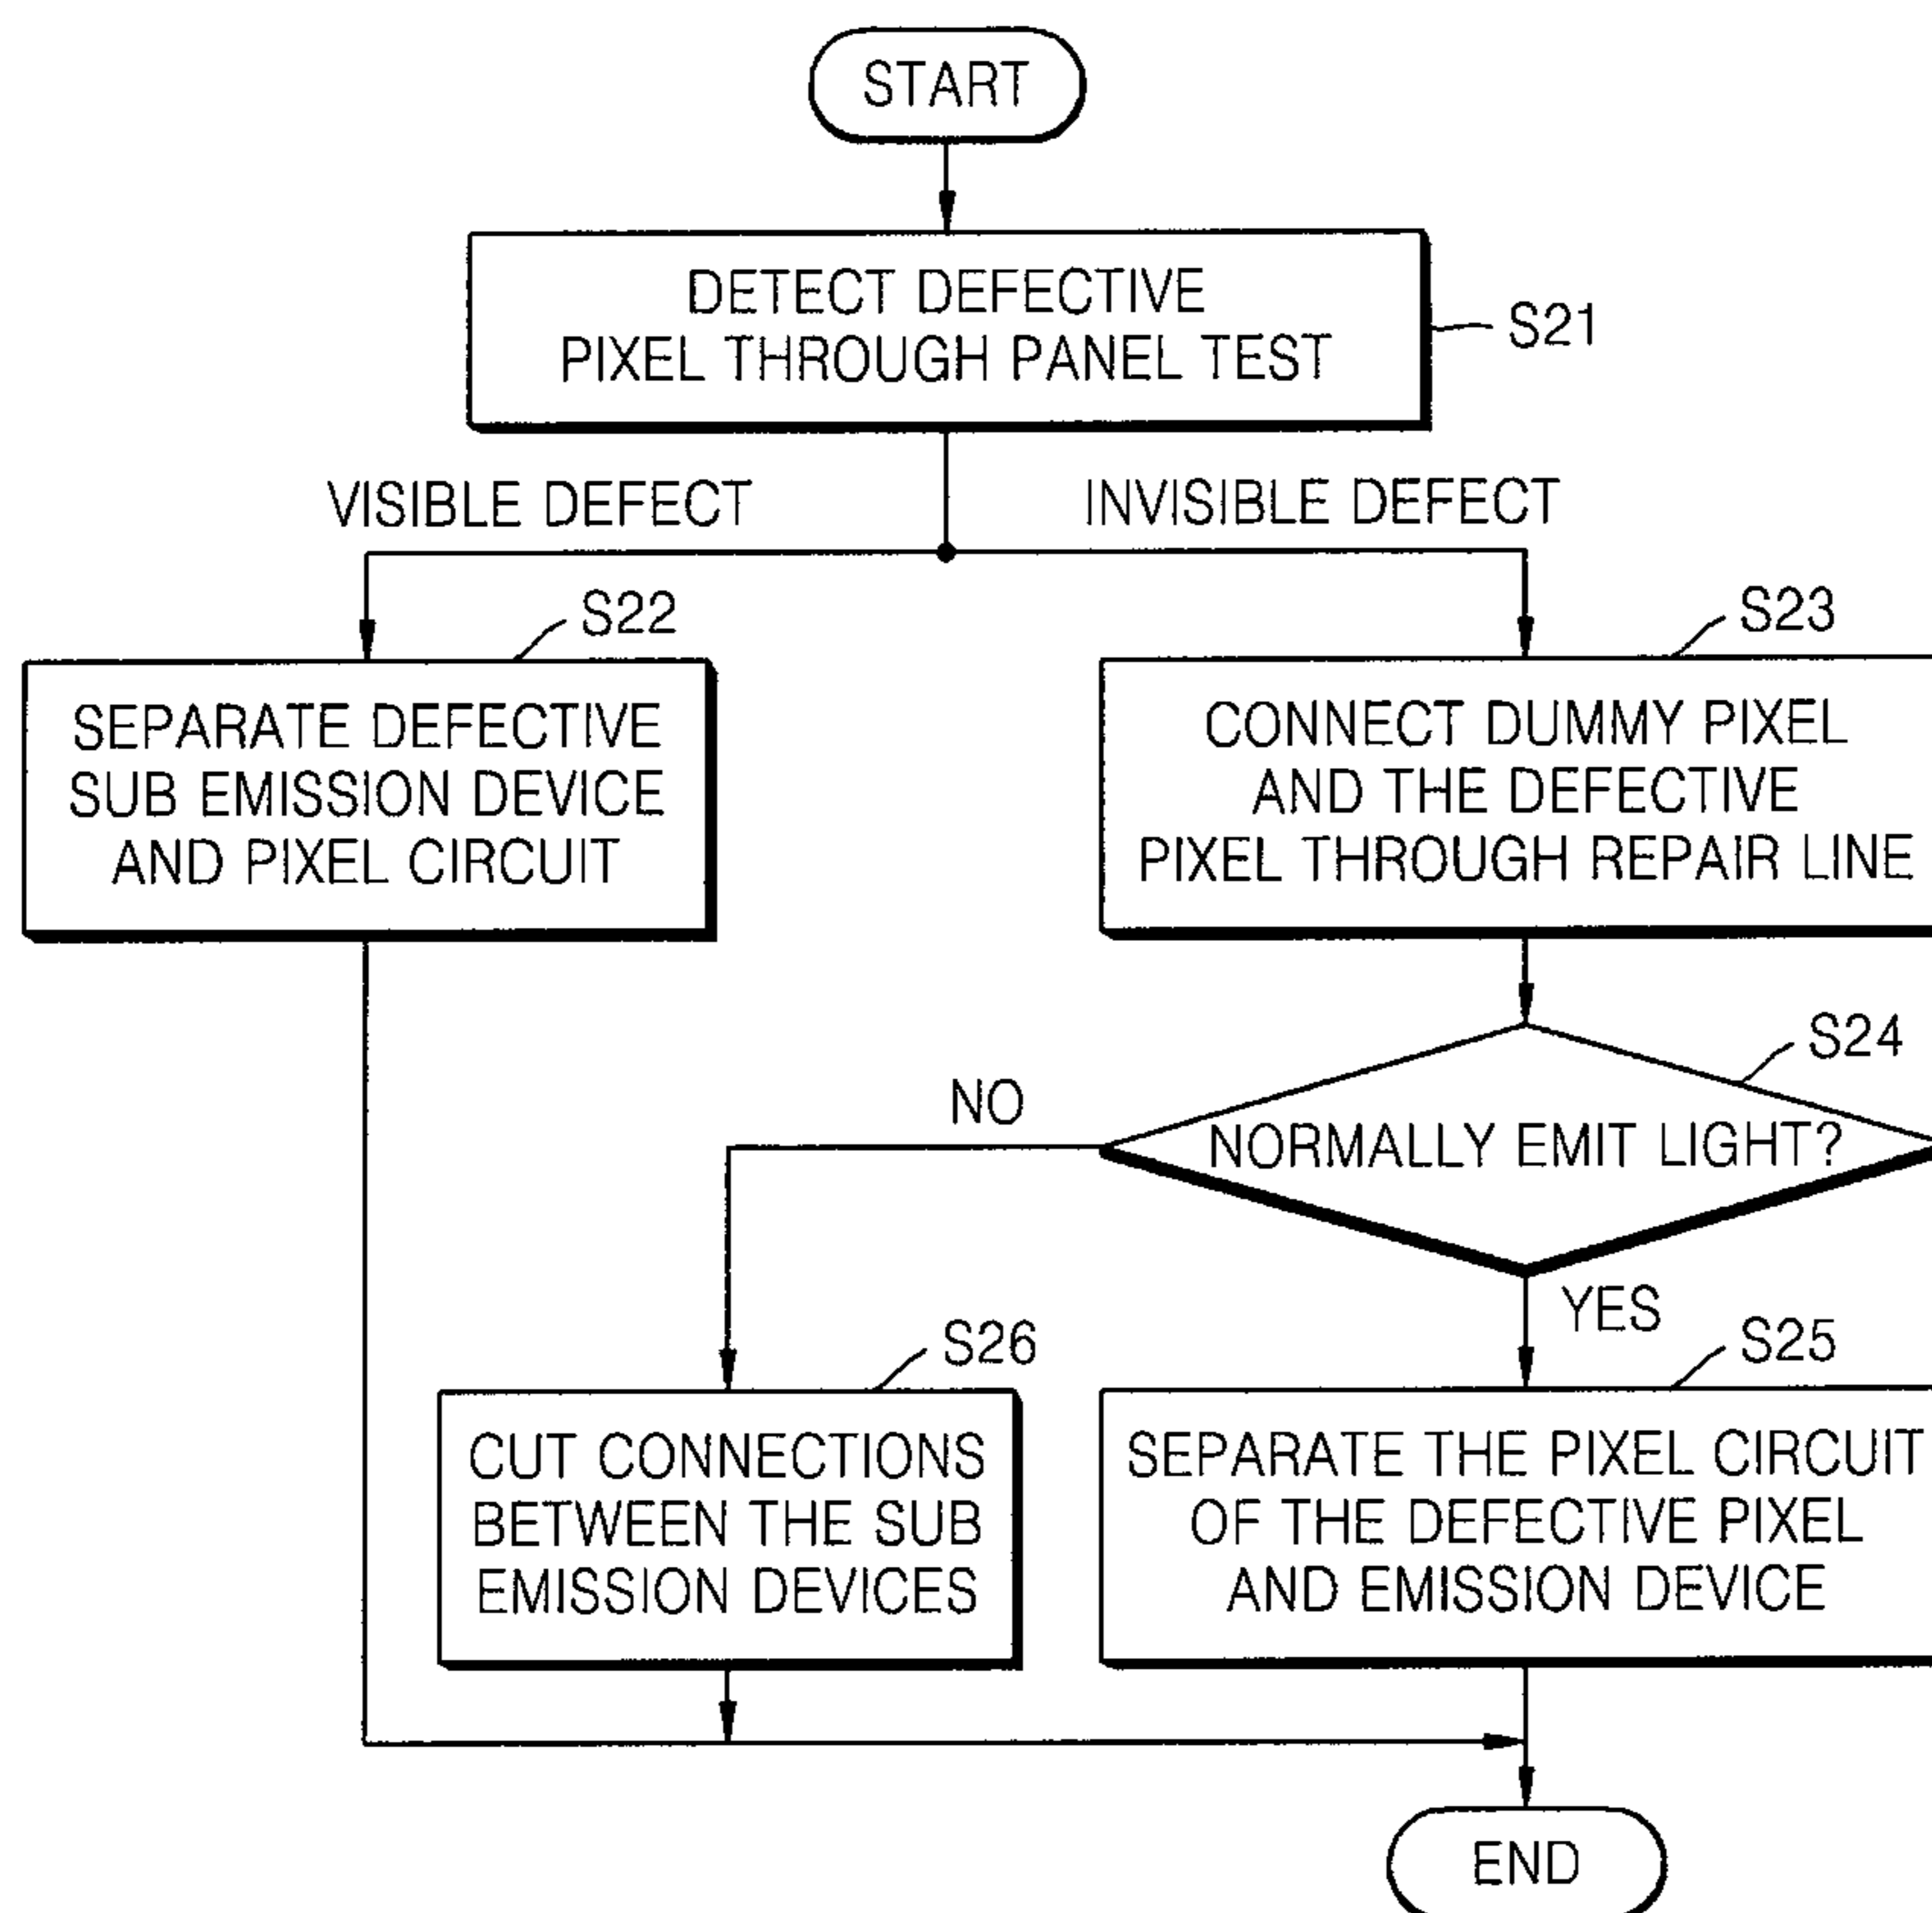 START
DETECT DEFECTIVE
PIXEL THROUGH PANEL TEST
S21
VISIBLE DEFECT
INVISIBLE DEFECT
S22
SEPARATE DEFECTIVE
SUB EMISSION DEVICE
AND PIXEL CIRCUIT
S23
CONNECT DUMMY PIXEL
AND THE DEFECTIVE
PIXEL THROUGH REPAIR LINE
S24
NORMALLY EMIT LIGHT?
NO
YES
S26
CUT CONNECTIONS
BETWEEN THE SUB
EMISSION DEVICES
S25
SEPARATE THE PIXEL CIRCUIT
OF THE DEFECTIVE PIXEL
AND EMISSION DEVICE
END